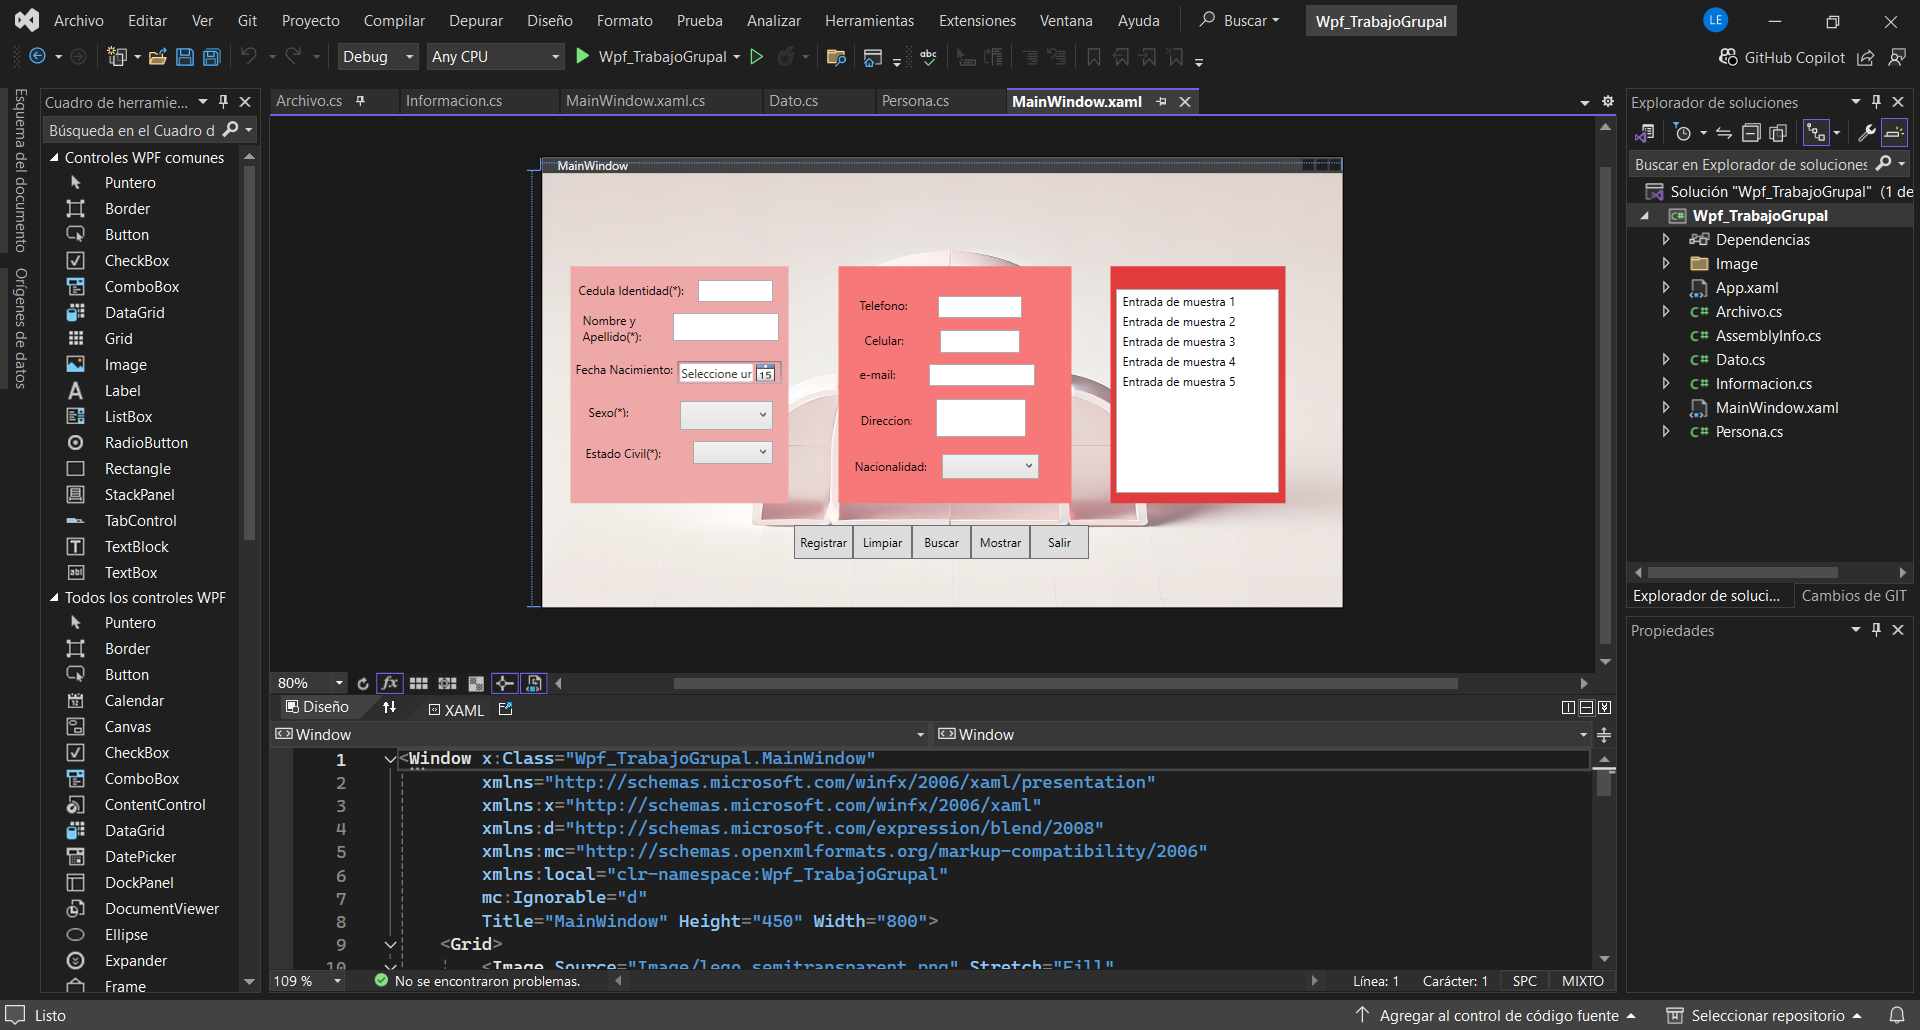 Archivo Editar Ver Git Proyecto Compilar Depurar Diseño Formato Prueba Analizar Herramientas Extensiones Ventana Ayuda Buscar Wpf_TrabajoGrupal LE
Debug Any CPU Wpf_TrabajoGrupal abc GitHub Copilot
Esquema del documento
Orígenes de datos
Cuadro de herramie...
Búsqueda en el Cuadro d
Controles WPF comunes
Puntero
Border
Button
CheckBox
ComboBox
DataGrid
Grid
Image
Label
ListBox
RadioButton
Rectangle
StackPanel
TabControl
TextBlock
TextBox
Todos los controles WPF
Puntero
Border
Button
Calendar
Canvas
CheckBox
ComboBox
ContentControl
DataGrid
DatePicker
DockPanel
DocumentViewer
Ellipse
Expander
Frame
Archivo.cs Informacion.cs MainWindow.xaml.cs Dato.cs Persona.cs MainWindow.xaml
MainWindow
Cedula Identidad(*):
Nombre y
Apellido(*):
Fecha Nacimiento: Seleccione ur 15
Sexo(*):
Estado Civil(*):
Telefono:
Celular:
e-mail:
Direccion:
Nacionalidad:
Entrada de muestra 1
Entrada de muestra 2
Entrada de muestra 3
Entrada de muestra 4
Entrada de muestra 5
Registrar Limpiar Buscar Mostrar Salir
80% fx
Diseño XAML
Window Window
1 <Window x:Class="Wpf_TrabajoGrupal.MainWindow"
2 xmlns="http://schemas.microsoft.com/winfx/2006/xaml/presentation"
3 xmlns:x="http://schemas.microsoft.com/winfx/2006/xaml"
4 xmlns:d="http://schemas.microsoft.com/expression/blend/2008"
5 xmlns:mc="http://schemas.openxmlformats.org/markup-compatibility/2006"
6 xmlns:local="clr-namespace:Wpf_TrabajoGrupal"
7 mc:Ignorable="d"
8 Title="MainWindow" Height="450" Width="800">
9 <Grid>
10 <Image Source="Image/lego_semitransparent.png" Stretch="Fill"
109 % No se encontraron problemas. Línea: 1 Carácter: 1 SPC MIXTO
Explorador de soluciones
Buscar en Explorador de soluciones
Solución "Wpf_TrabajoGrupal" (1 de
C# Wpf_TrabajoGrupal
Dependencias
Image
App.xaml
C# Archivo.cs
C# AssemblyInfo.cs
C# Dato.cs
C# Informacion.cs
MainWindow.xaml
C# Persona.cs
Explorador de soluci... Cambios de GIT
Propiedades
Listo Agregar al control de código fuente Seleccionar repositorio